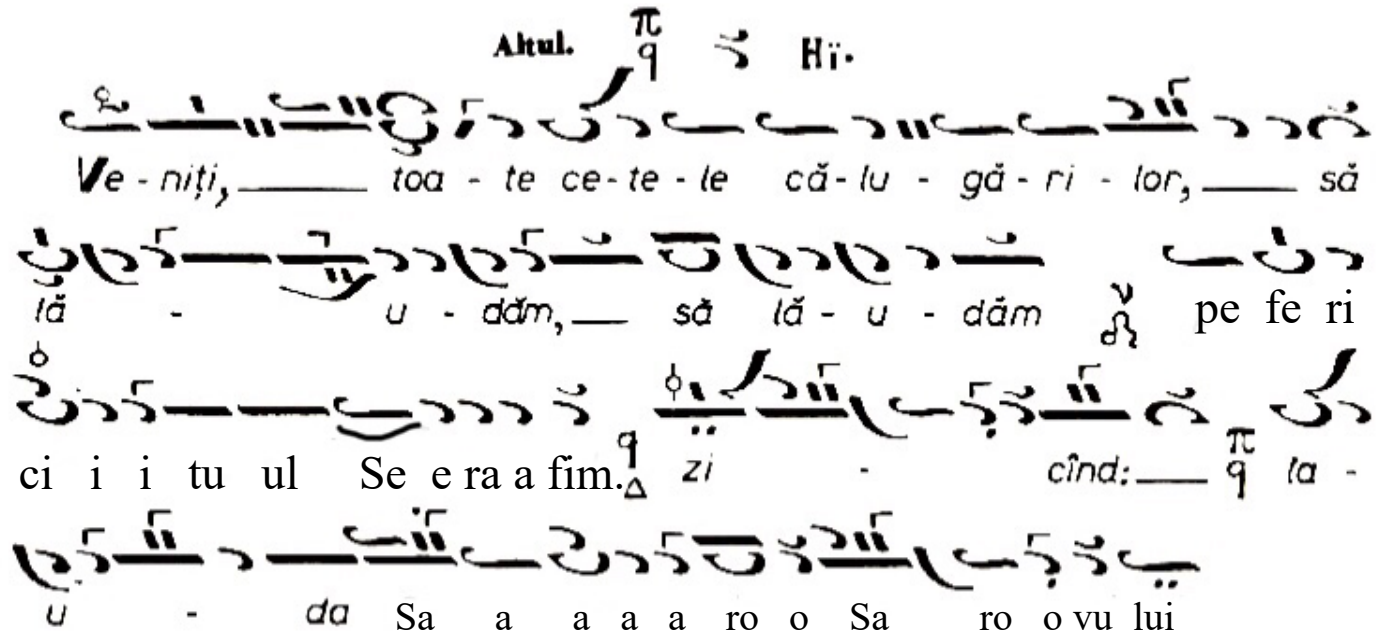 Altul. π q Hï.
Ve - niți, toa - te ce - te - le că - lu - gă - ri - lor, să
lă - u - dăm, să lă - u - dăm pe fe ri
ci i i tu ul Se e ra a fim. q Δ zi - cînd: π q la -
u - da Sa a a a a ro o Sa ro o vu lui